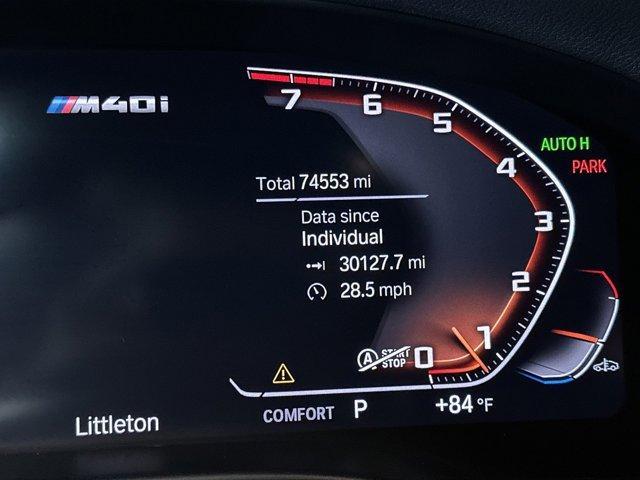 M40i
7
6
5
AUTO H
4
PARK
Total 74553 mi
Data since
Individual
3
30127.7 mi
28.5 mph
2
1
A START
STOP
0
COMFORT P +84 °F
Littleton